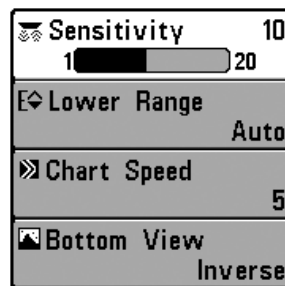 Sensitivity 10
1 20
Lower Range
Auto
Chart Speed
5
Bottom View
Inverse